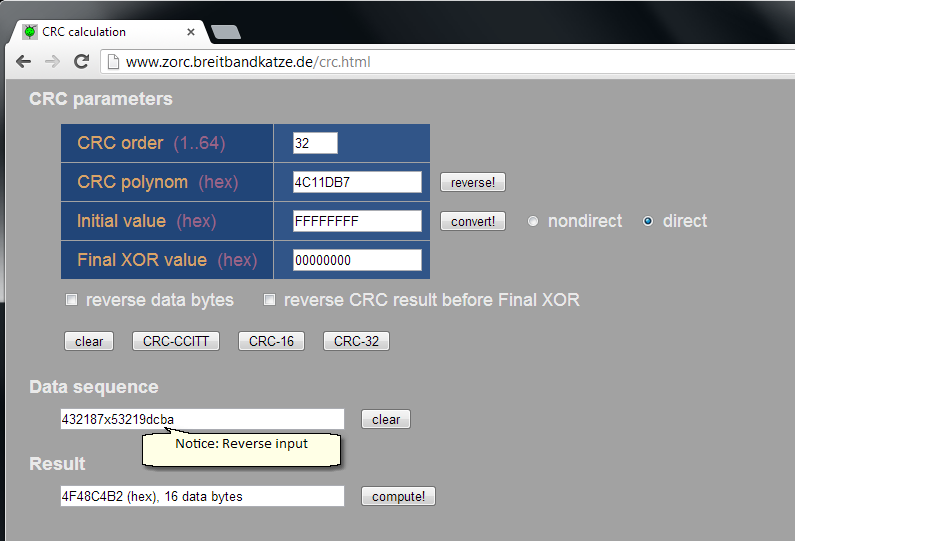 CRC calculation
www.zorc.breitbandkatze.de/crc.html
CRC parameters
CRC order (1..64) 32
CRC polynom (hex) 4C11DB7 reverse!
Initial value (hex) FFFFFFFF convert! nondirect direct
Final XOR value (hex) 00000000
reverse data bytes reverse CRC result before Final XOR
clear CRC-CCITT CRC-16 CRC-32
Data sequence
432187x53219dcba clear
Notice: Reverse input
Result
4F48C4B2 (hex), 16 data bytes compute!